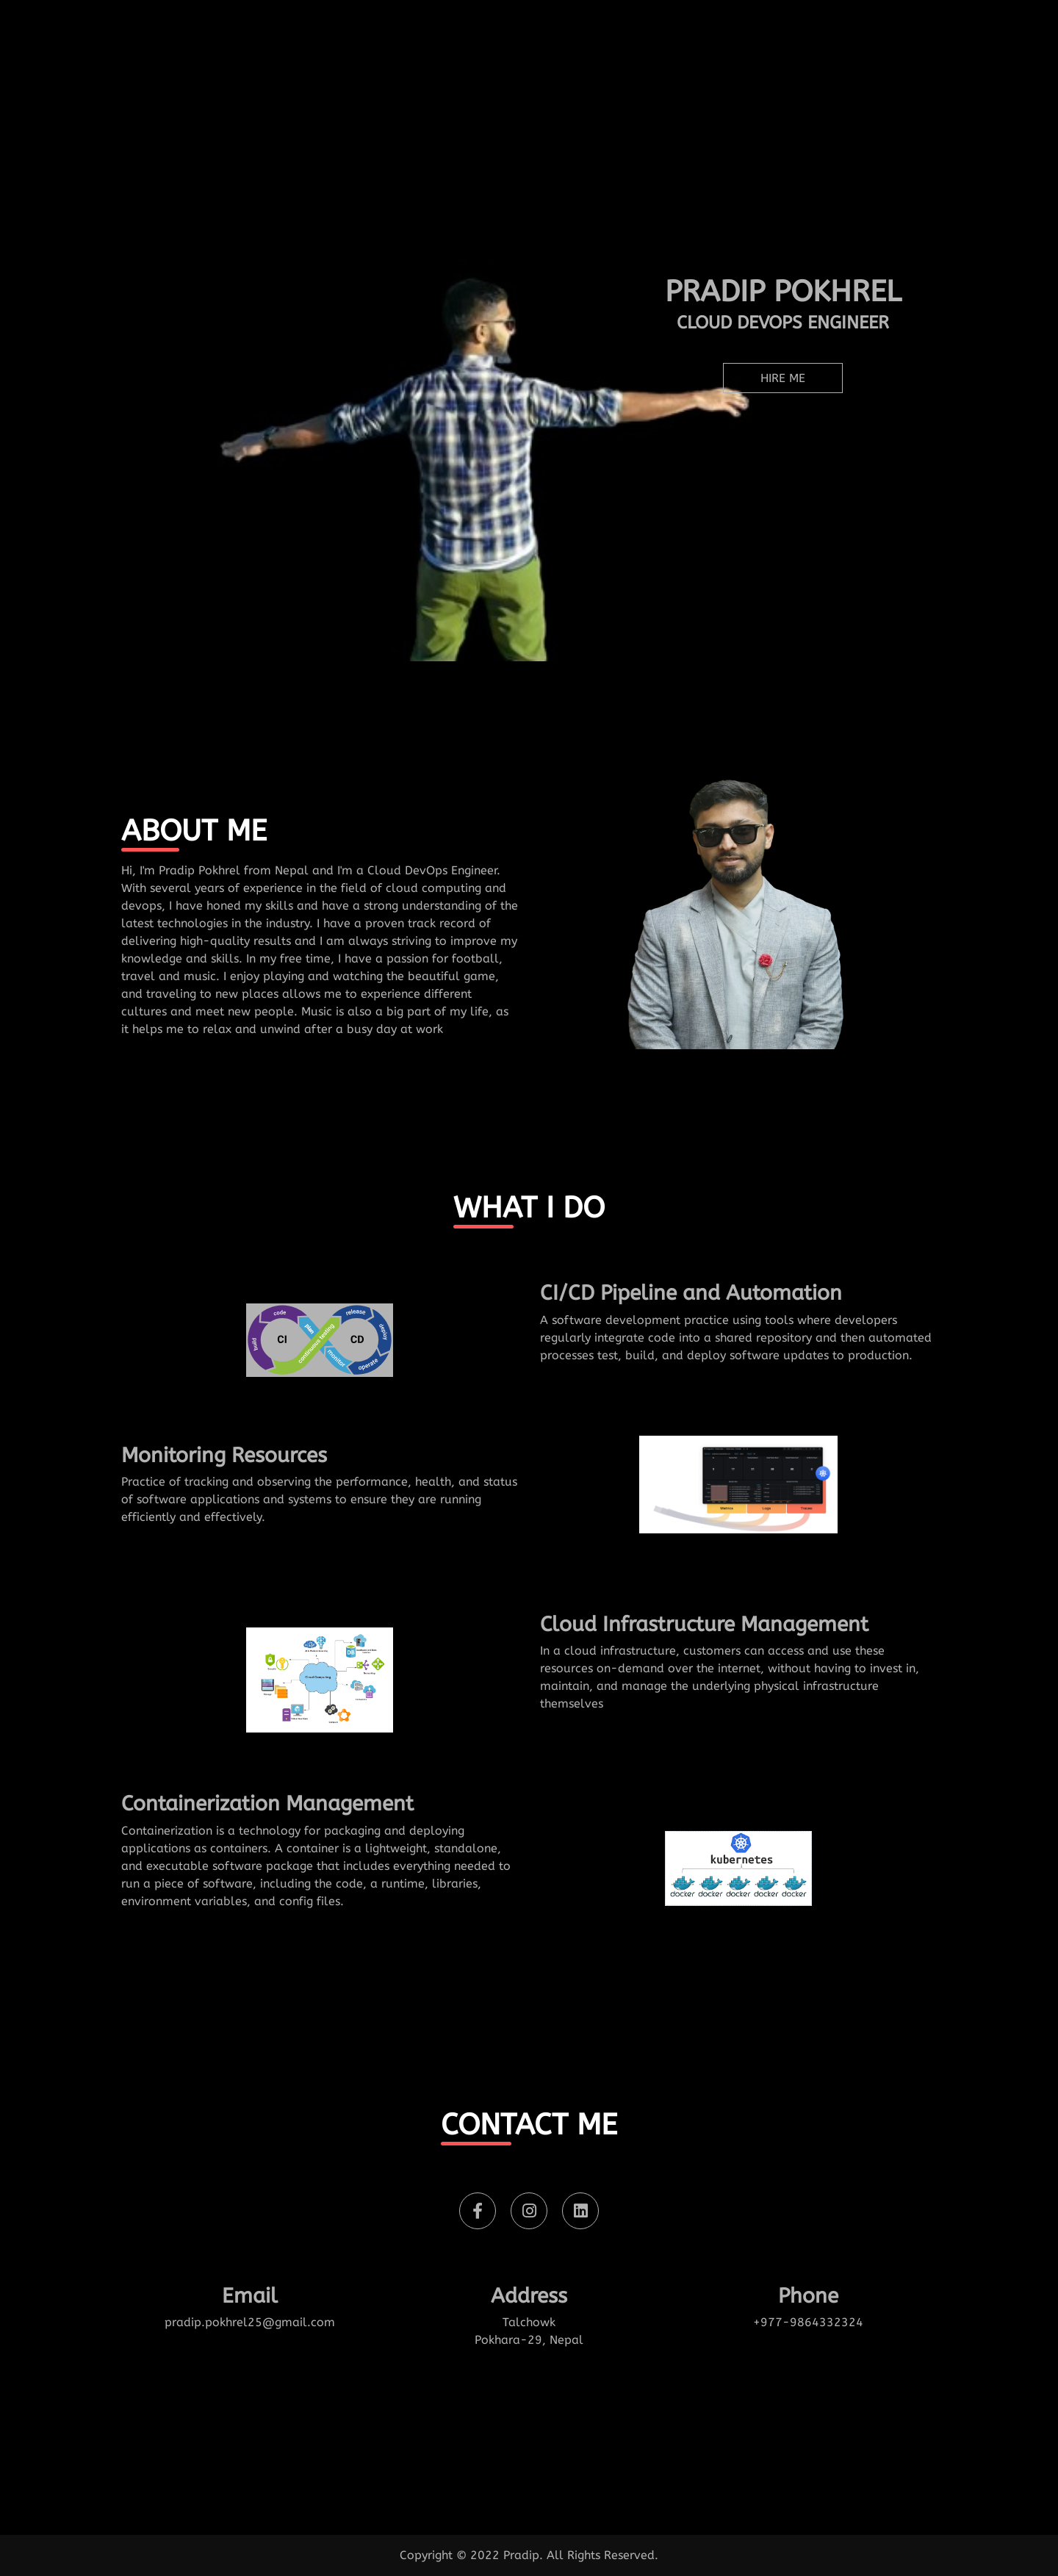 PRADIP POKHREL
CLOUD DEVOPS ENGINEER
HIRE ME
ABOUT ME
Hi, I'm Pradip Pokhrel from Nepal and I'm a Cloud DevOps Engineer.
With several years of experience in the field of cloud computing and
devops, I have honed my skills and have a strong understanding of the
latest technologies in the industry. I have a proven track record of
delivering high-quality results and I am always striving to improve my
knowledge and skills. In my free time, I have a passion for football,
travel and music. I enjoy playing and watching the beautiful game,
and traveling to new places allows me to experience different
cultures and meet new people. Music is also a big part of my life, as
it helps me to relax and unwind after a busy day at work
WHAT I DO
code
build
CI
plan
continuous testing
release
deploy
CD
monitor
operate
CI/CD Pipeline and Automation
A software development practice using tools where developers
regularly integrate code into a shared repository and then automated
processes test, build, and deploy software updates to production.
Monitoring Resources
Practice of tracking and observing the performance, health, and status
of software applications and systems to ensure they are running
efficiently and effectively.
Metrics Logs Traces
Cloud Infrastructure Management
In a cloud infrastructure, customers can access and use these
resources on-demand over the internet, without having to invest in,
maintain, and manage the underlying physical infrastructure
themselves
Containerization Management
Containerization is a technology for packaging and deploying
applications as containers. A container is a lightweight, standalone,
and executable software package that includes everything needed to
run a piece of software, including the code, a runtime, libraries,
environment variables, and config files.
kubernetes
docker docker docker docker docker
CONTACT ME
Email
pradip.pokhrel25@gmail.com
Address
Talchowk
Pokhara-29, Nepal
Phone
+977-9864332324
Copyright © 2022 Pradip. All Rights Reserved.